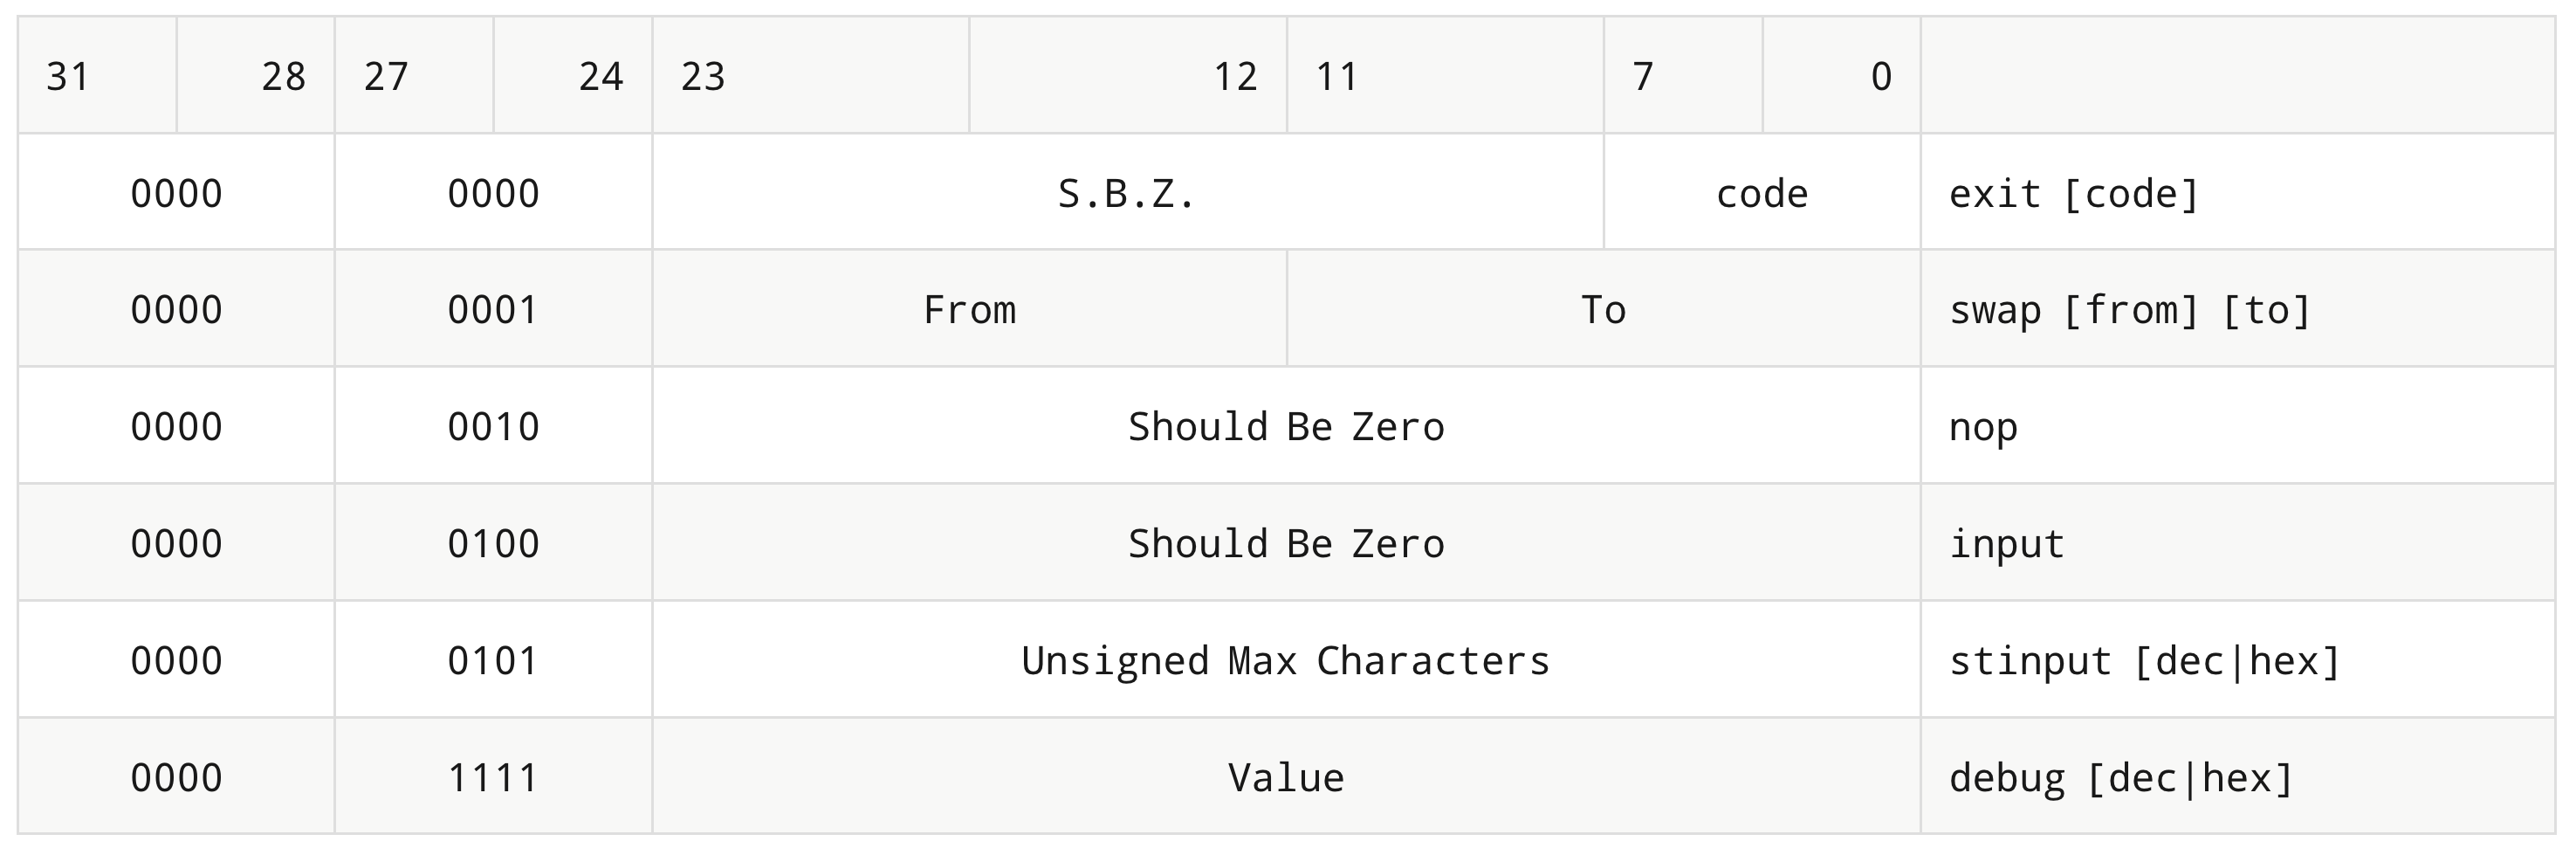 31 28 27 24 23 12 11 7 0
0000 0000 S.B.Z. code exit [code]
0000 0001 From To swap [from] [to]
0000 0010 Should Be Zero nop
0000 0100 Should Be Zero input
0000 0101 Unsigned Max Characters stinput [dec|hex]
0000 1111 Value debug [dec|hex]